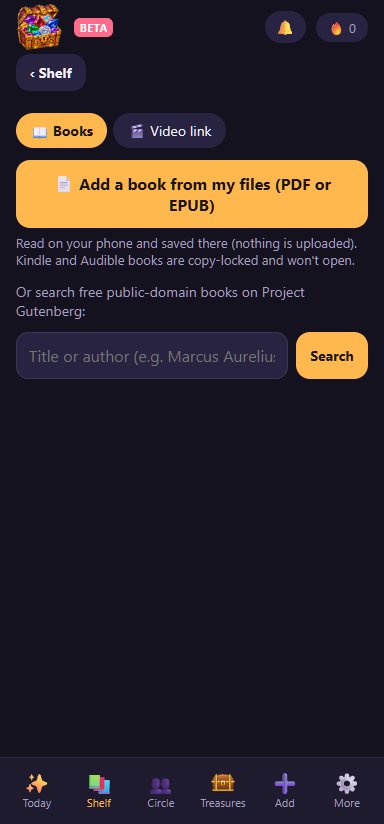 BETA
0
‹ Shelf
Books
Video link
Add a book from my files (PDF or
EPUB)
Read on your phone and saved there (nothing is uploaded).
Kindle and Audible books are copy-locked and won't open.
Or search free public-domain books on Project
Gutenberg:
Title or author (e.g. Marcus Aurelius
Search
Today
Shelf
Circle
Treasures
Add
More